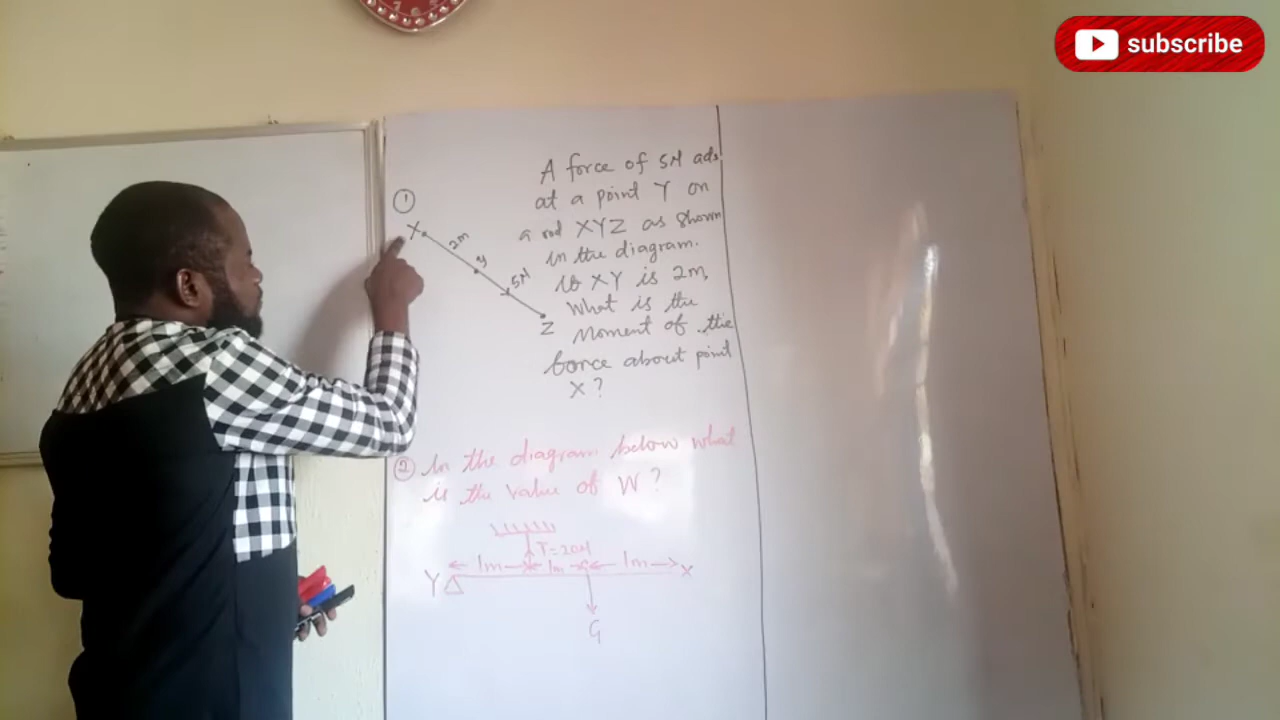 subscribe
①
X
2m
y
5N
Z
A force of 5N acts
at a point Y on
a rod XYZ as shown
in the diagram.
If XY is 2m,
What is the
Moment of the
force about point
X?
② In the diagram below what
is the value of W?
T=20N
1m
1m
1m
Y
X
G